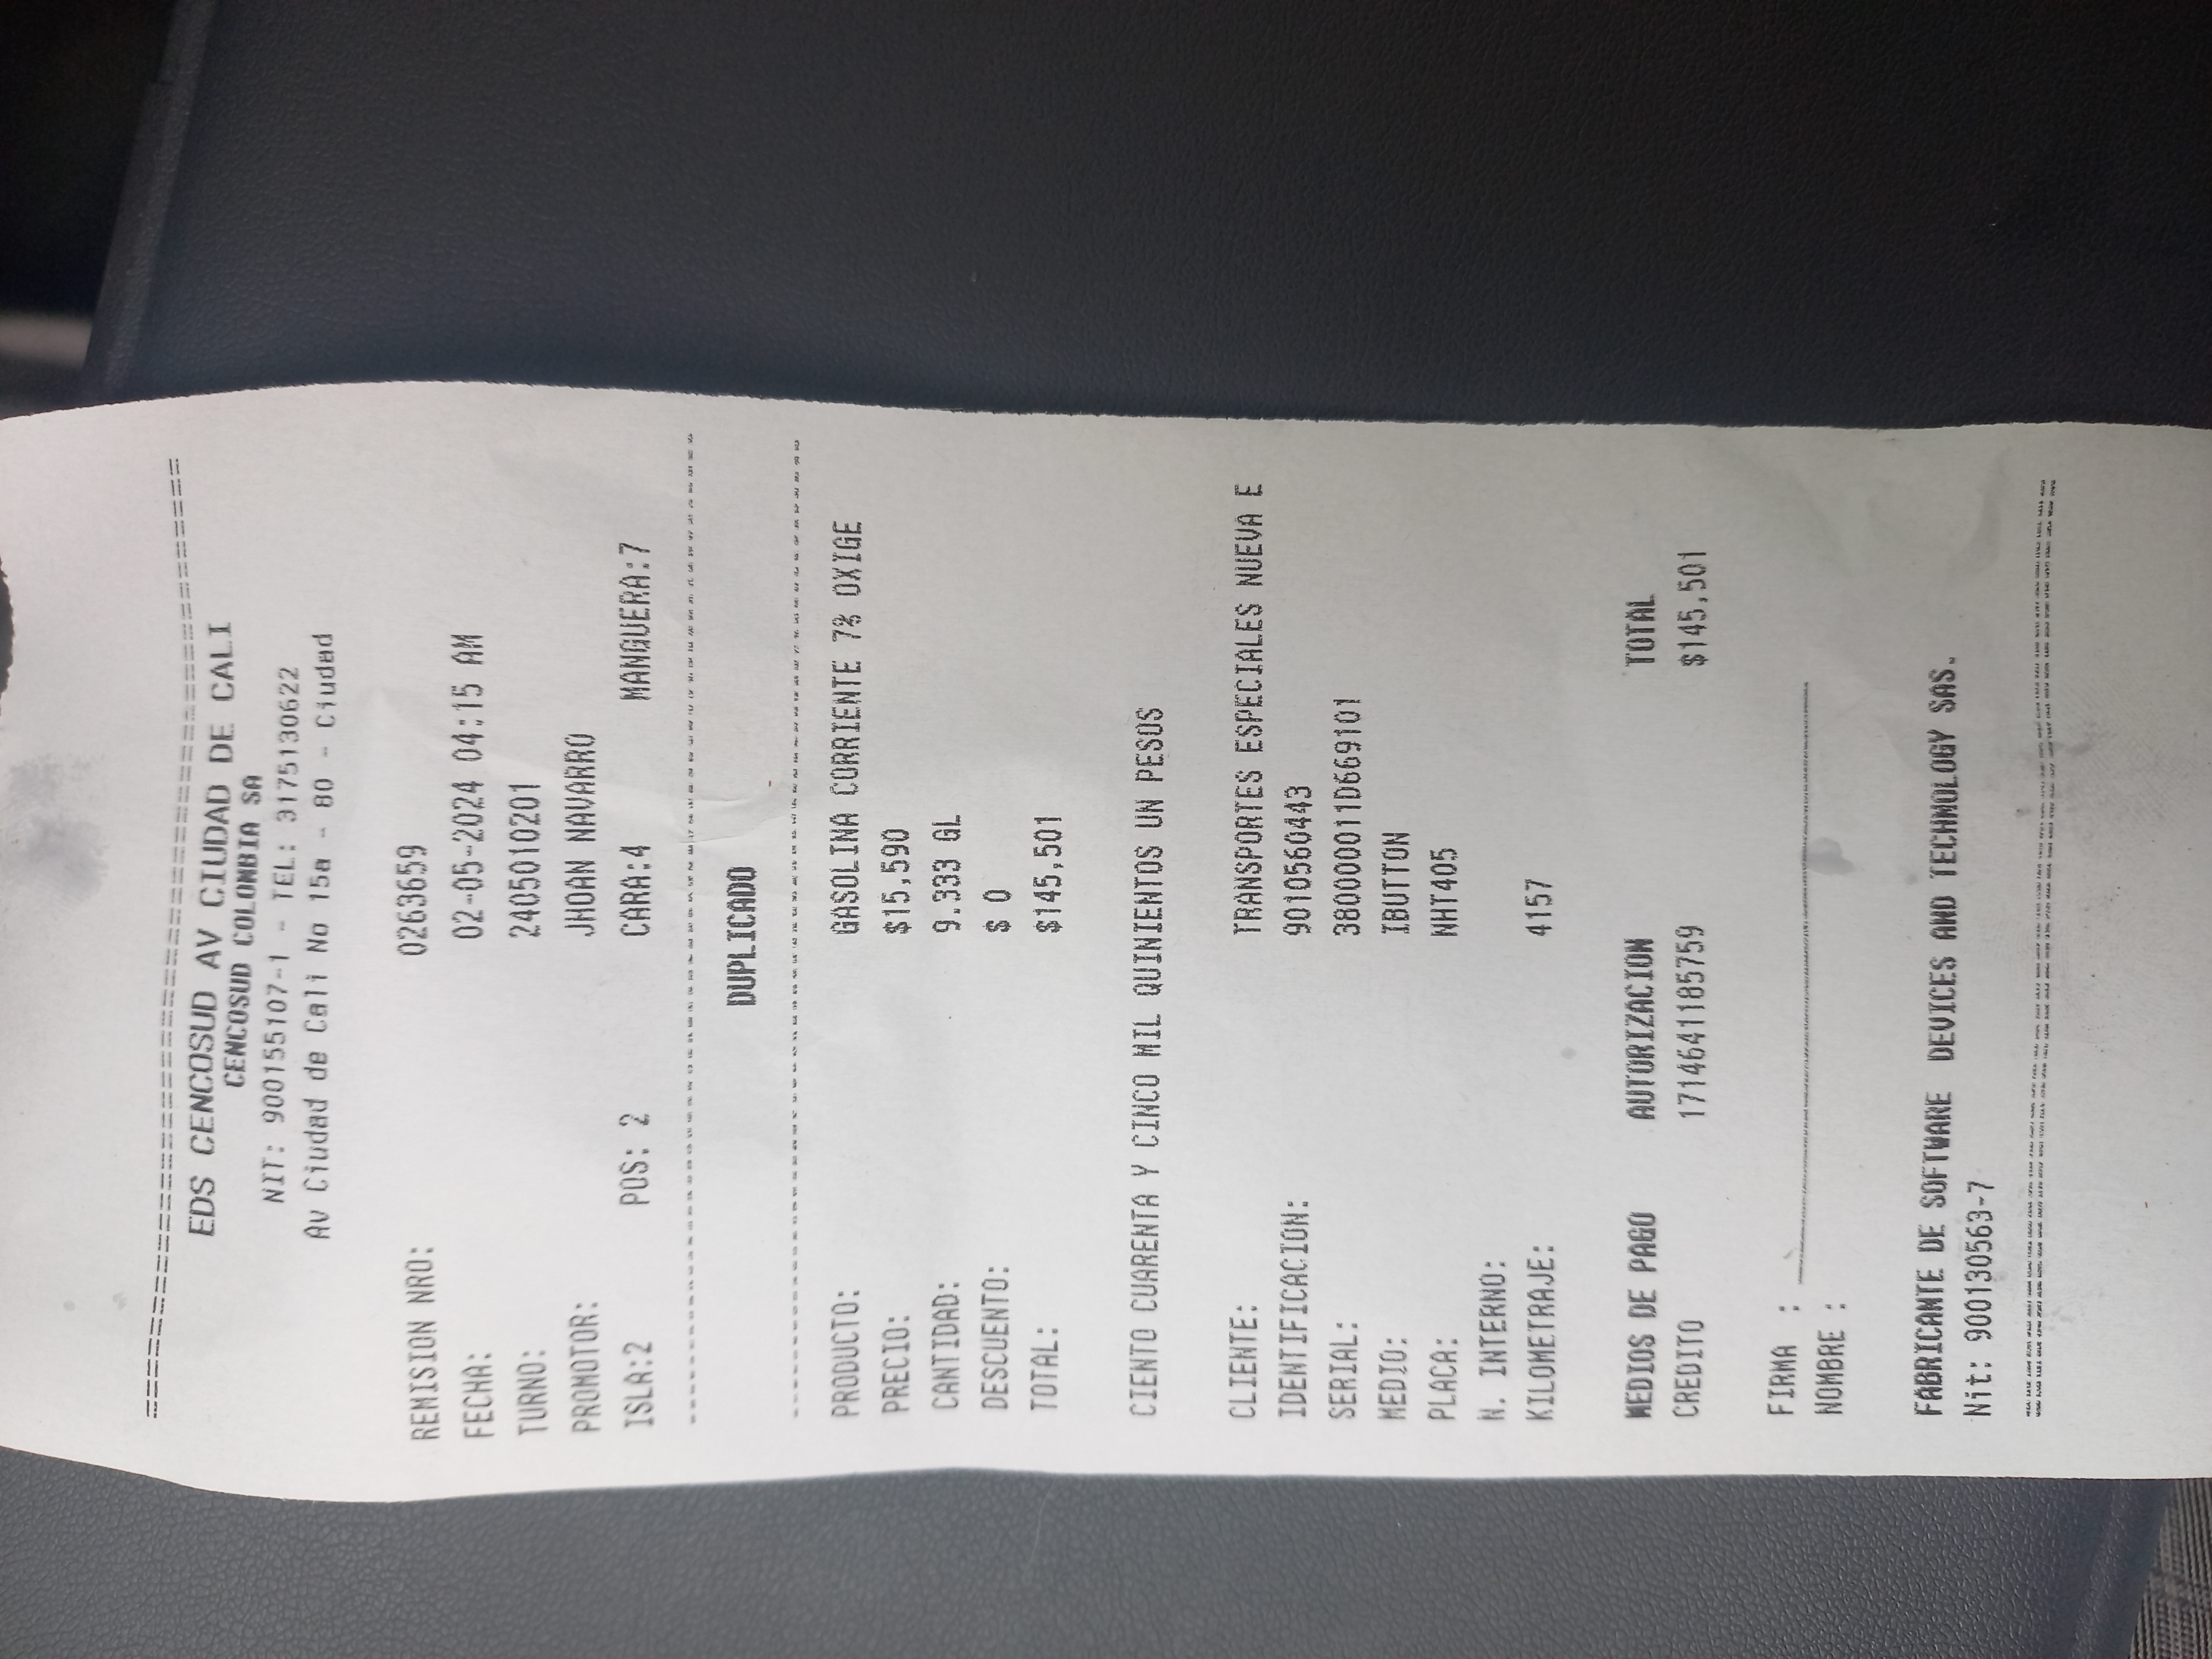 EDS CENCOSUD AV CIUDAD DE CALI
CENCOSUD COLOMBIA SA
NIT: 900155107-1 - TEL: 3175130622
Av Ciudad de Cali No 15a - 80 - Ciudad
REMISION NRO: 0263659
FECHA: 02-05-2024 04:15 AM
TURNO: 2405010201
PROMOTOR: JHOAN NAVARRO
ISLA:2 POS: 2 CARA:4 MANGUERA:7
DUPLICADO
PRODUCTO: GASOLINA CORRIENTE 7% OXIGE
PRECIO: $15,590
CANTIDAD: 9.333 GL
DESCUENTO: $ 0
TOTAL: $145,501
CIENTO CUARENTA Y CINCO MIL QUINIENTOS UN PESOS
CLIENTE: TRANSPORTES ESPECIALES NUEVA E
IDENTIFICACION: 9010560443
SERIAL: 380000011D669101
MEDIO: IBUTTON
PLACA: NHT405
N. INTERNO:
KILOMETRAJE: 4157
MEDIOS DE PAGO AUTORIZACION TOTAL
CREDITO 1714641185759 $145,501
FIRMA :
NOMBRE :
FABRICANTE DE SOFTWARE DEVICES AND TECHNOLOGY SAS.
Nit: 900130563-7